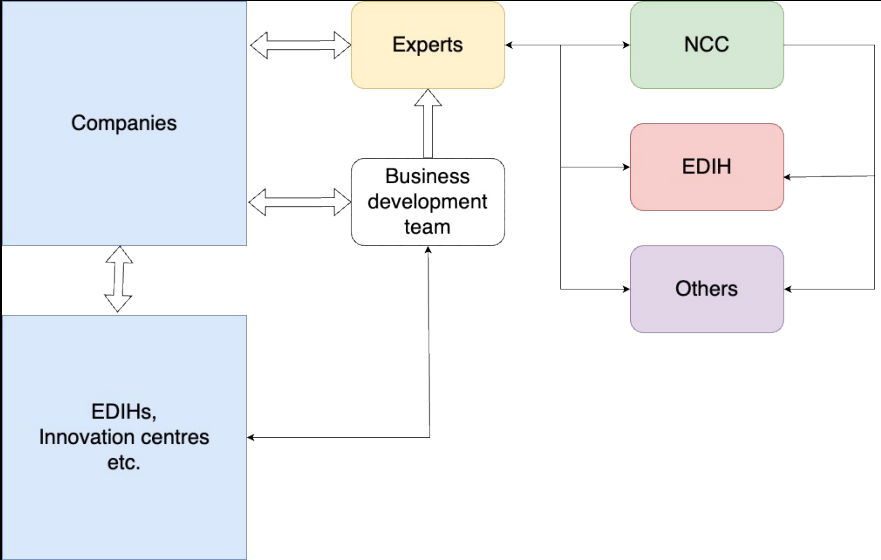 Companies
Experts
NCC
Business
development
team
EDIH
Others
EDIHs,
Innovation centres
etc.